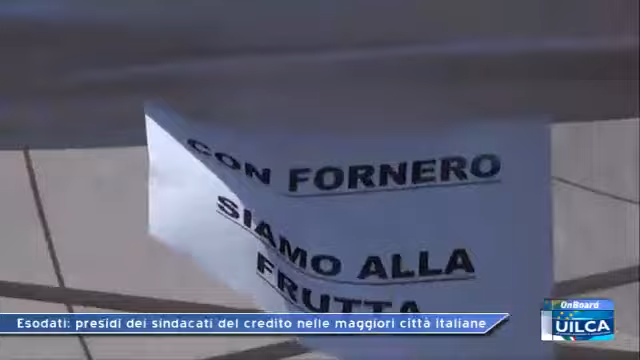 CON FORNERO
SIAMO ALLA
FRUTTA
Esodati: presidi dei sindacati del credito nelle maggiori città italiane
OnBoard
UILCA